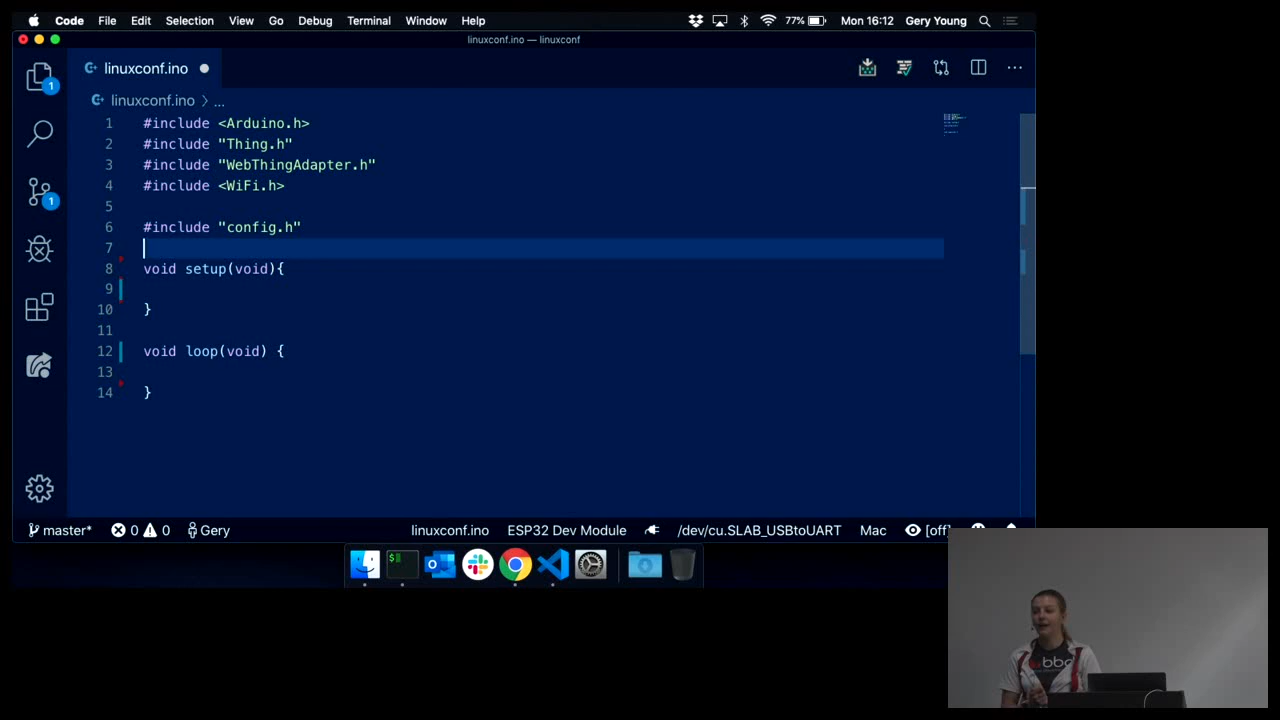 Code File Edit Selection View Go Debug Terminal Window Help 77% Mon 16:12 Gery Young
linuxconf.ino — linuxconf
linuxconf.ino
linuxconf.ino > ...
1 #include <Arduino.h>
2 #include "Thing.h"
3 #include "WebThingAdapter.h"
4 #include <WiFi.h>
5
6 #include "config.h"
7
8 void setup(void){
9
10 }
11
12 void loop(void) {
13
14 }
1
1
master* 0 0 Gery linuxconf.ino ESP32 Dev Module /dev/cu.SLAB_USBtoUART Mac [off]
$
bbc